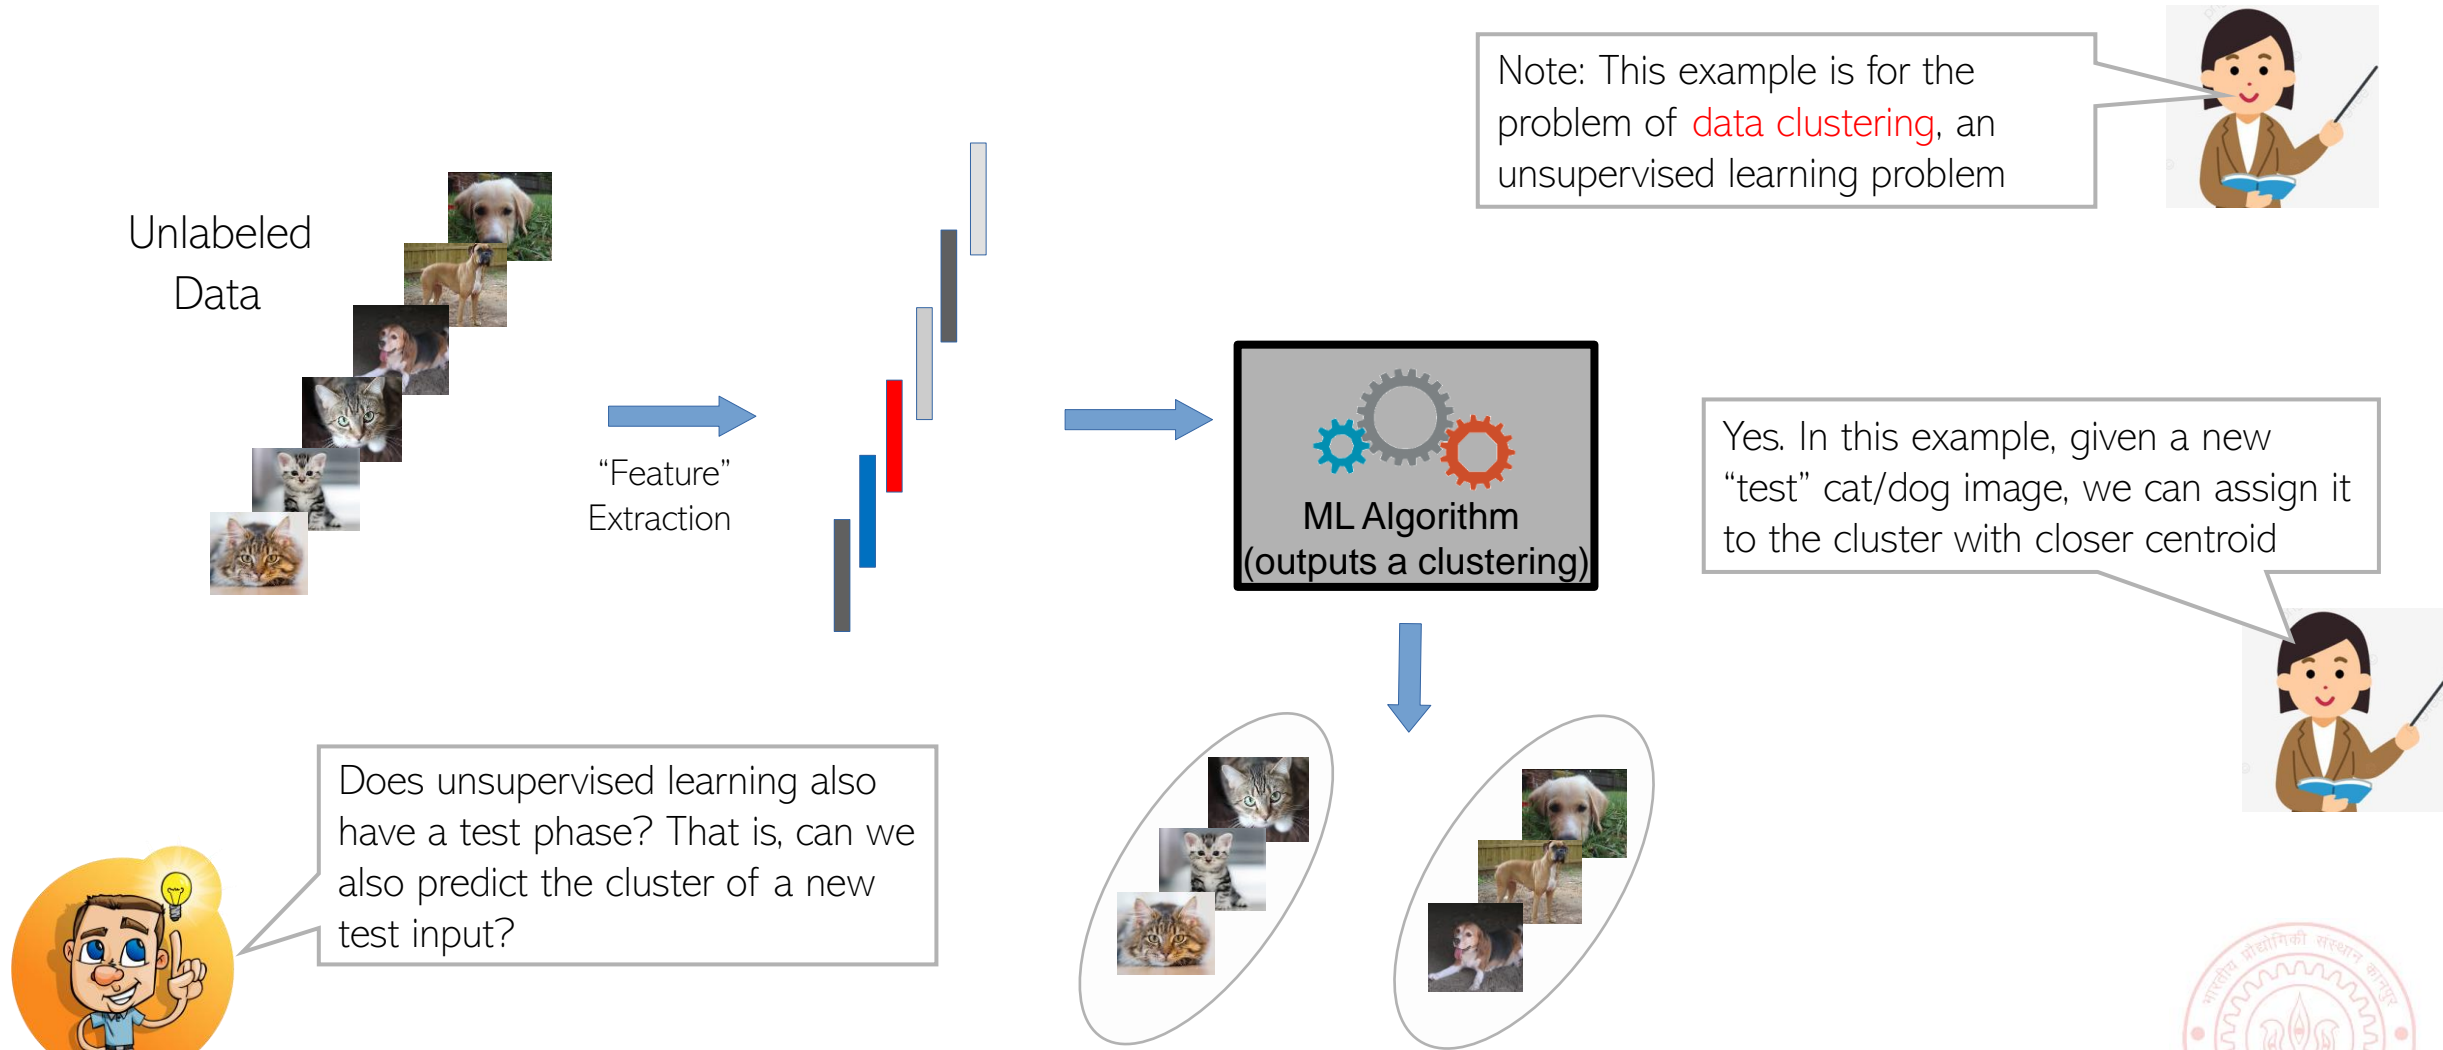 Note: This example is for the
problem of data clustering, an
unsupervised learning problem
Unlabeled
Data
"Feature"
Extraction
ML Algorithm
(outputs a clustering)
Yes. In this example, given a new
“test” cat/dog image, we can assign it
to the cluster with closer centroid
Does unsupervised learning also
have a test phase? That is, can we
also predict the cluster of a new
test input?
भारतीय प्रौद्योगिकी संस्थान कानपुर